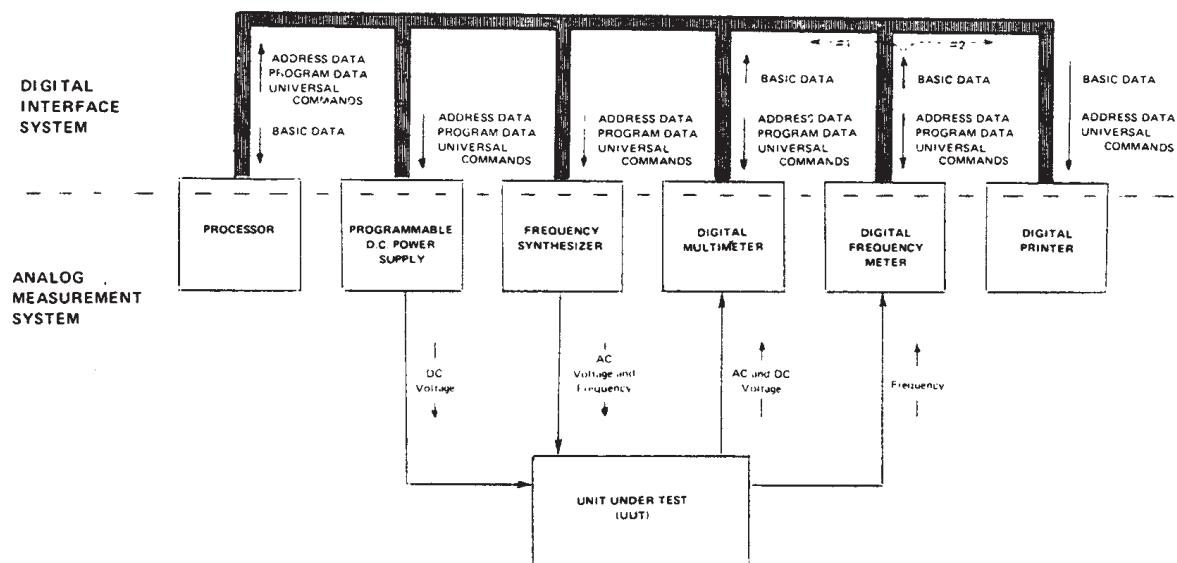 #1
#2
ADDRESS DATA
PROGRAM DATA
UNIVERSAL
COMMANDS
BASIC DATA
ADDRESS DATA
PROGRAM DATA
UNIVERSAL
COMMANDS
ADDRESS DATA
PROGRAM DATA
UNIVERSAL
COMMANDS
BASIC DATA
ADDRESS DATA
PROGRAM DATA
UNIVERSAL
COMMANDS
BASIC DATA
ADDRESS DATA
PROGRAM DATA
UNIVERSAL
COMMANDS
BASIC DATA
ADDRESS DATA
UNIVERSAL
COMMANDS
DIGITAL
INTERFACE
SYSTEM
PROCESSOR
PROGRAMMABLE
D.C. POWER
SUPPLY
FREQUENCY
SYNTHESIZER
DIGITAL
MULTIMETER
DIGITAL
FREQUENCY
METER
DIGITAL
PRINTER
ANALOG
MEASUREMENT
SYSTEM
DC
Voltage
AC
Voltage and
Frequency
AC and DC
Voltage
Frequency
UNIT UNDER TEST
(UUT)